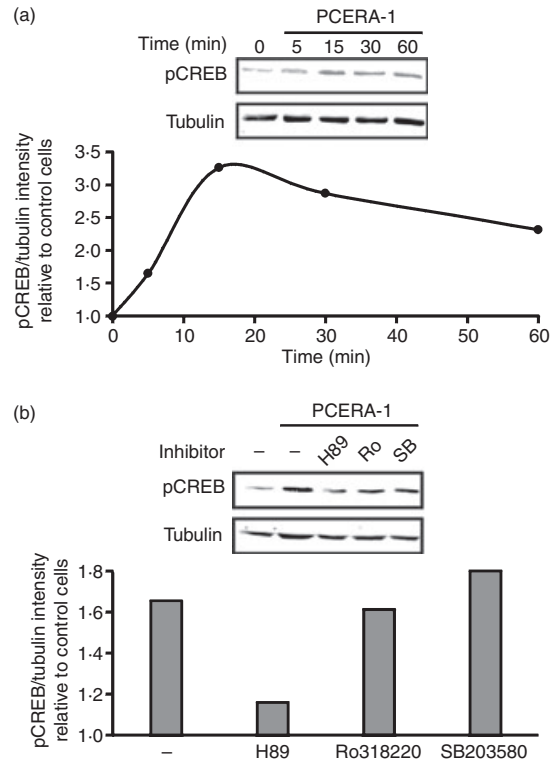 (a)
PCERA-1
Time (min) 0 5 15 30 60
pCREB
Tubulin
pCREB/tubulin intensity
relative to control cells
3·5
3·0
2·5
2·0
1·5
1·0
0 10 20 30 40 50 60
Time (min)
(b)
PCERA-1
Inhibitor – – H89 Ro SB
pCREB
Tubulin
pCREB/tubulin intensity
relative to control cells
1·8
1·6
1·4
1·2
1·0
– H89 Ro318220 SB203580